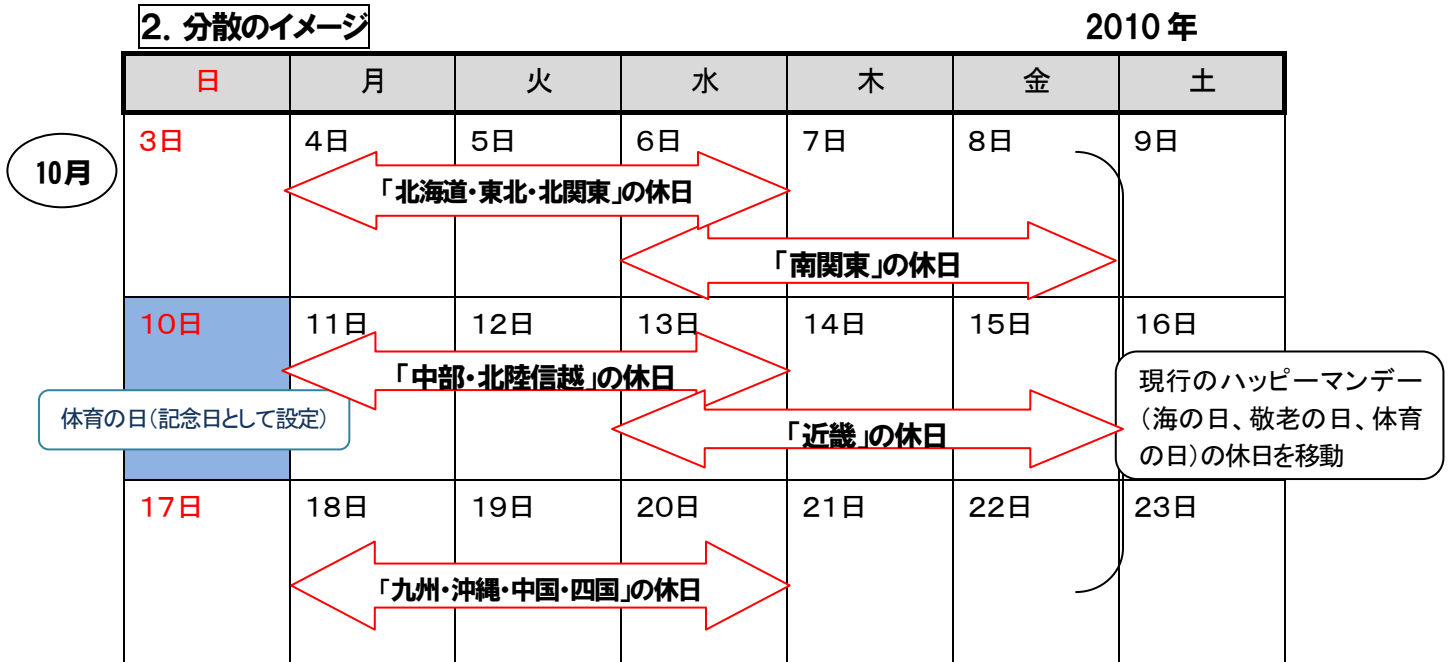 2. 分散のイメージ
2010年
日 月 火 水 木 金 土
10月
3日 4日 5日 6日 7日 8日 9日
「北海道・東北・北関東」の休日
「南関東」の休日
10日 11日 12日 13日 14日 15日 16日
「中部・北陸信越」の休日
体育の日(記念日として設定)
「近畿」の休日
現行のハッピーマンデー
(海の日、敬老の日、体育
の日)の休日を移動
17日 18日 19日 20日 21日 22日 23日
「九州・沖縄・中国・四国」の休日